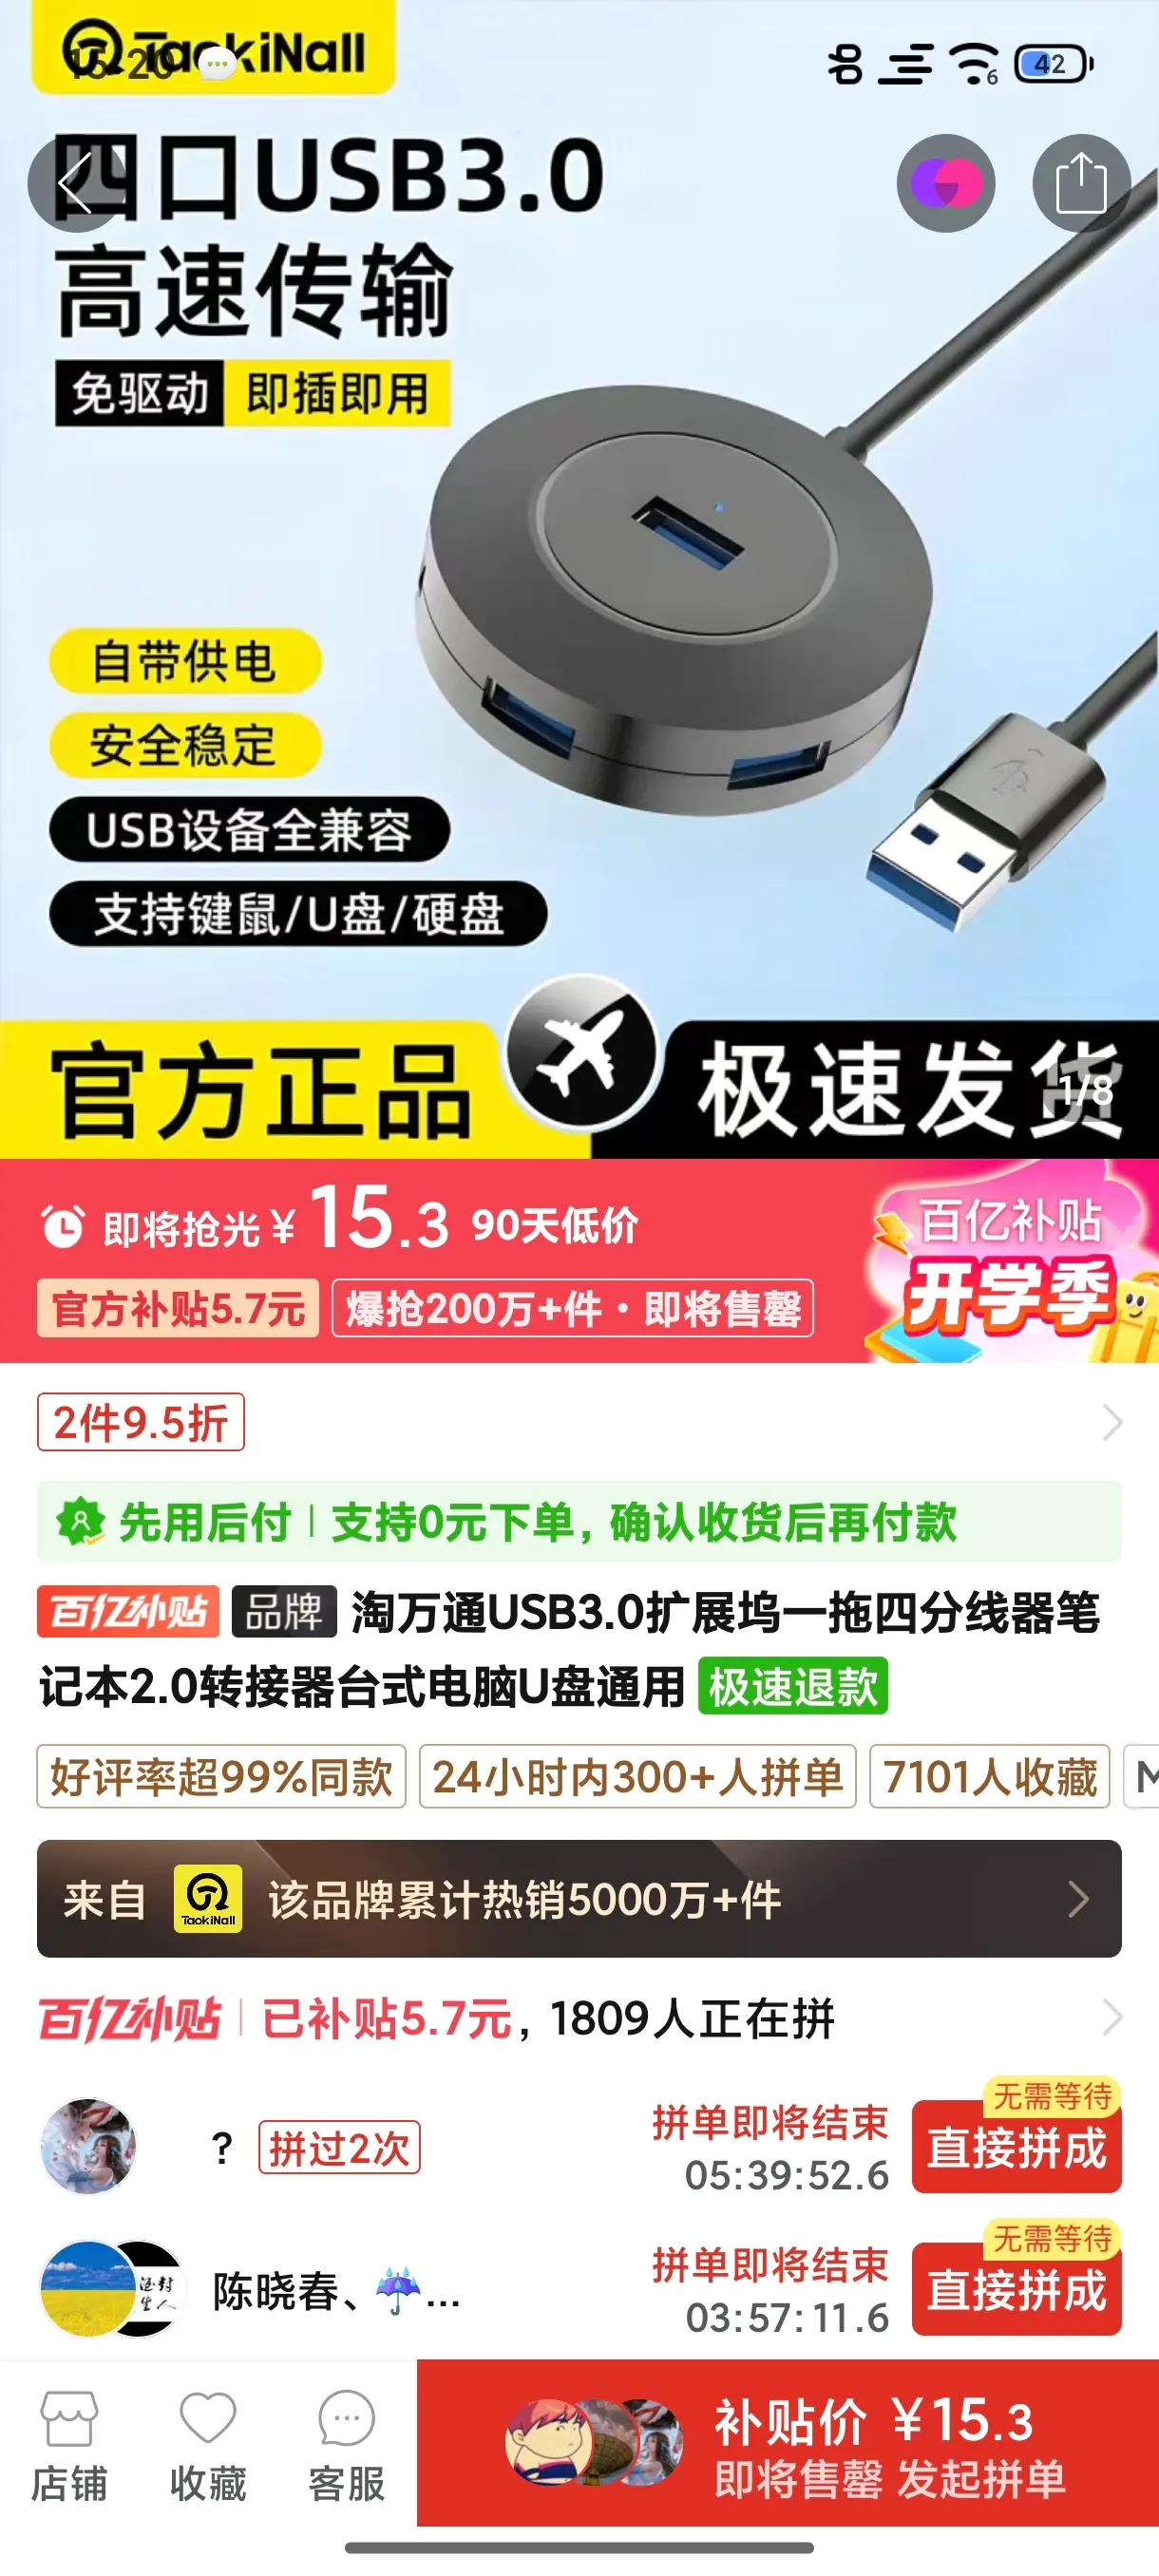 TaokiNall
15:20
6
42
四口USB3.0
高速传输
免驱动 即插即用
自带供电
安全稳定
USB设备全兼容
支持键鼠/U盘/硬盘
官方正品 极速发货
1/8
即将抢光 ¥15.3 90天低价
官方补贴5.7元 爆抢200万+件·即将售罄
百亿补贴
开学季
2件9.5折
先用后付 | 支持0元下单，确认收货后再付款
百亿补贴 品牌 淘万通USB3.0扩展坞一拖四分线器笔
记本2.0转接器台式电脑U盘通用 极速退款
好评率超99%同款 24小时内300+人拼单 7101人收藏
来自 TaokiNall 该品牌累计热销5000万+件
百亿补贴 | 已补贴5.7元，1809人正在拼
无需等待
? 拼过2次 拼单即将结束 直接拼成
05:39:52.6
无需等待
陈晓春、☔... 拼单即将结束 直接拼成
03:57:11.6
补贴价 ¥15.3
即将售罄 发起拼单
店铺 收藏 客服